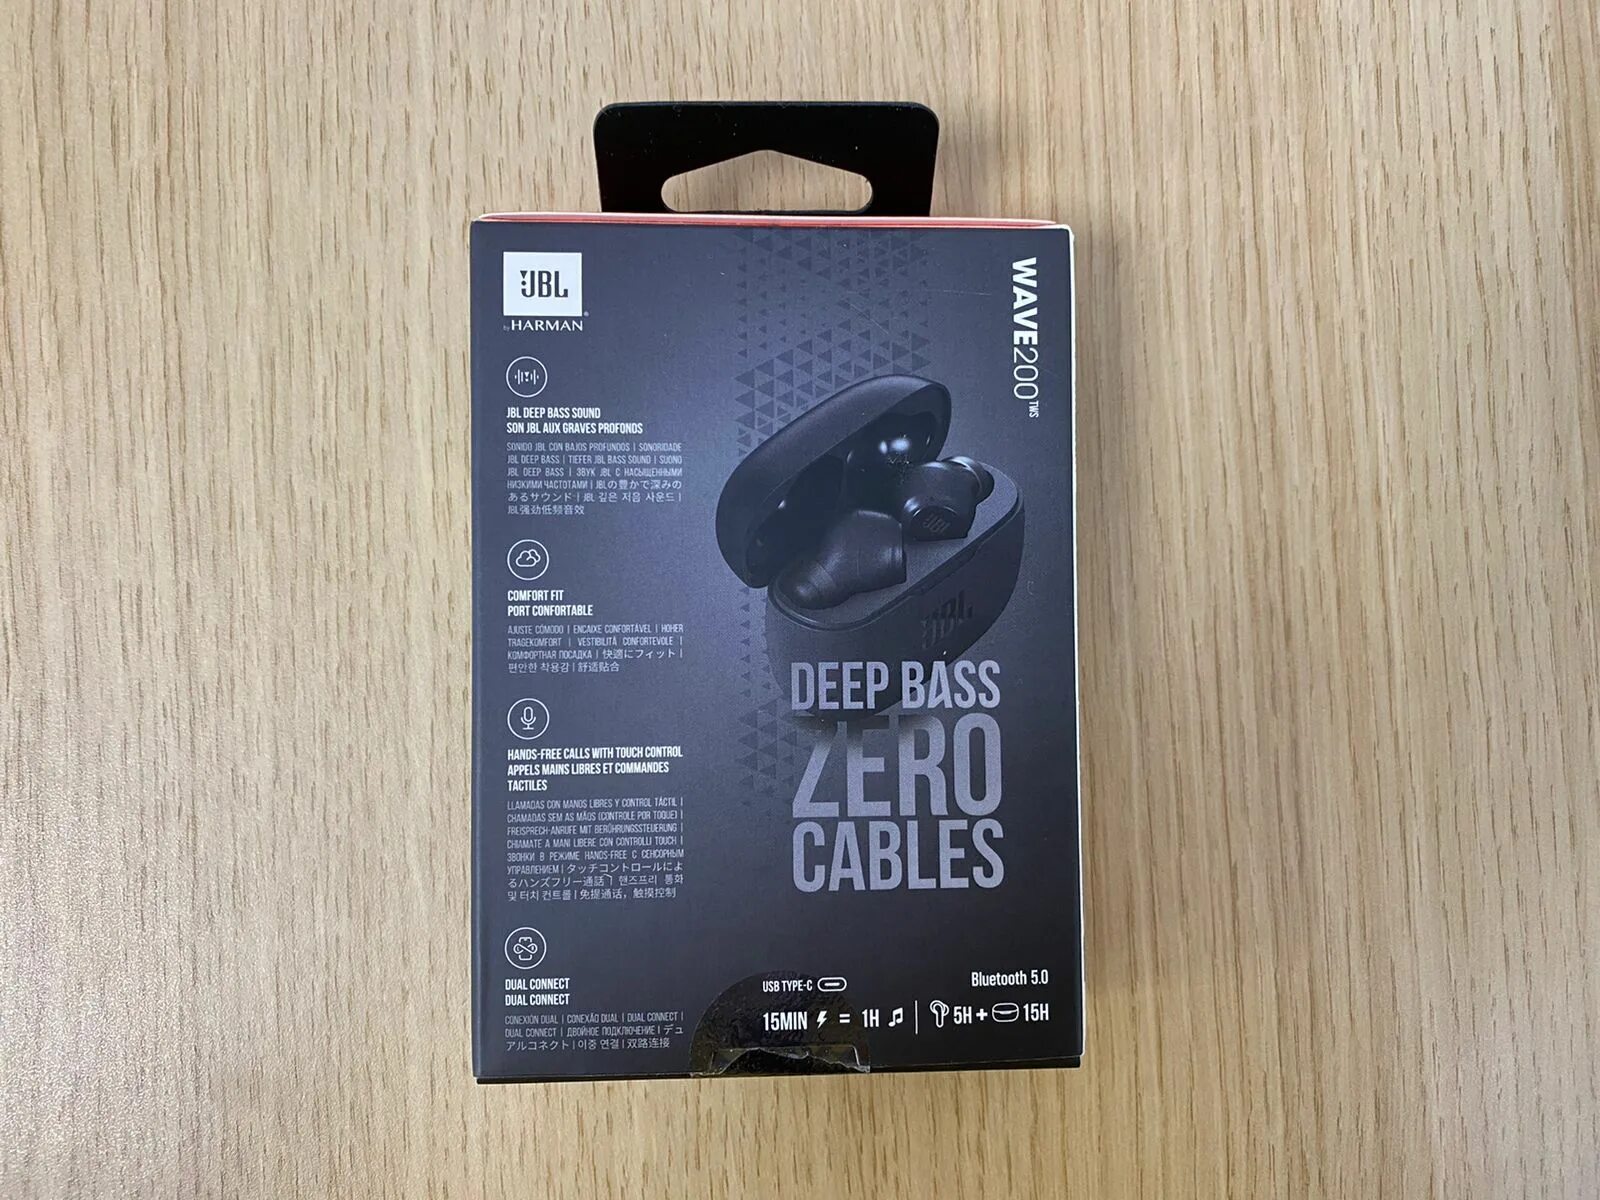 JBL
by HARMAN
WAVE200TWS
JBL DEEP BASS SOUND
SON JBL AUX GRAVES PROFONDS
SONIDO JBL CON BAJOS PROFUNDOS | SONORIDADE
JBL DEEP BASS | TIEFER JBL BASS SOUND | SUONO
JBL DEEP BASS | ЗВУК JBL С НАСЫЩЕННЫМИ
НИЗКИМИ ЧАСТОТАМИ | JBLの豊かで深みの
あるサウンド | JBL 깊은 저음 사운드 |
JBL强劲低频音效
COMFORT FIT
PORT CONFORTABLE
AJUSTE CÓMODO | ENCAIXE CONFORTÁVEL | HOHER
TRAGEKOMFORT | VESTIBILITÀ CONFORTEVOLE |
КОМФОРТНАЯ ПОСАДКА | 快適にフィット |
편안한 착용감 | 舒适贴合
HANDS-FREE CALLS WITH TOUCH CONTROL
APPELS MAINS LIBRES ET COMMANDES
TACTILES
LLAMADAS CON MANOS LIBRES Y CONTROL TÁCTIL |
CHAMADAS SEM AS MÃOS (CONTROLE POR TOQUE) |
FREISPRECH-ANRUFE MIT BERÜHRUNGSSTEUERUNG |
CHIAMATE A MANI LIBERE CON CONTROLLI TOUCH |
ЗВОНКИ В РЕЖИМЕ HANDS-FREE С СЕНСОРНЫМ
УПРАВЛЕНИЕМ | タッチコントロールによ
るハンズフリー通話 | 핸즈프리 통화
및 터치 컨트롤 | 免提通话，触摸控制
DUAL CONNECT
DUAL CONNECT
CONEXIÓN DUAL | CONEXÃO DUAL | DUAL CONNECT |
DUAL CONNECT | ДВОЙНОЕ ПОДКЛЮЧЕНИЕ | デュ
アルコネクト | 이중 연결 | 双路连接
JBL
JBL
DEEP BASS
ZERO
CABLES
USB TYPE-C
Bluetooth 5.0
15MIN = 1H | 5H + 15H